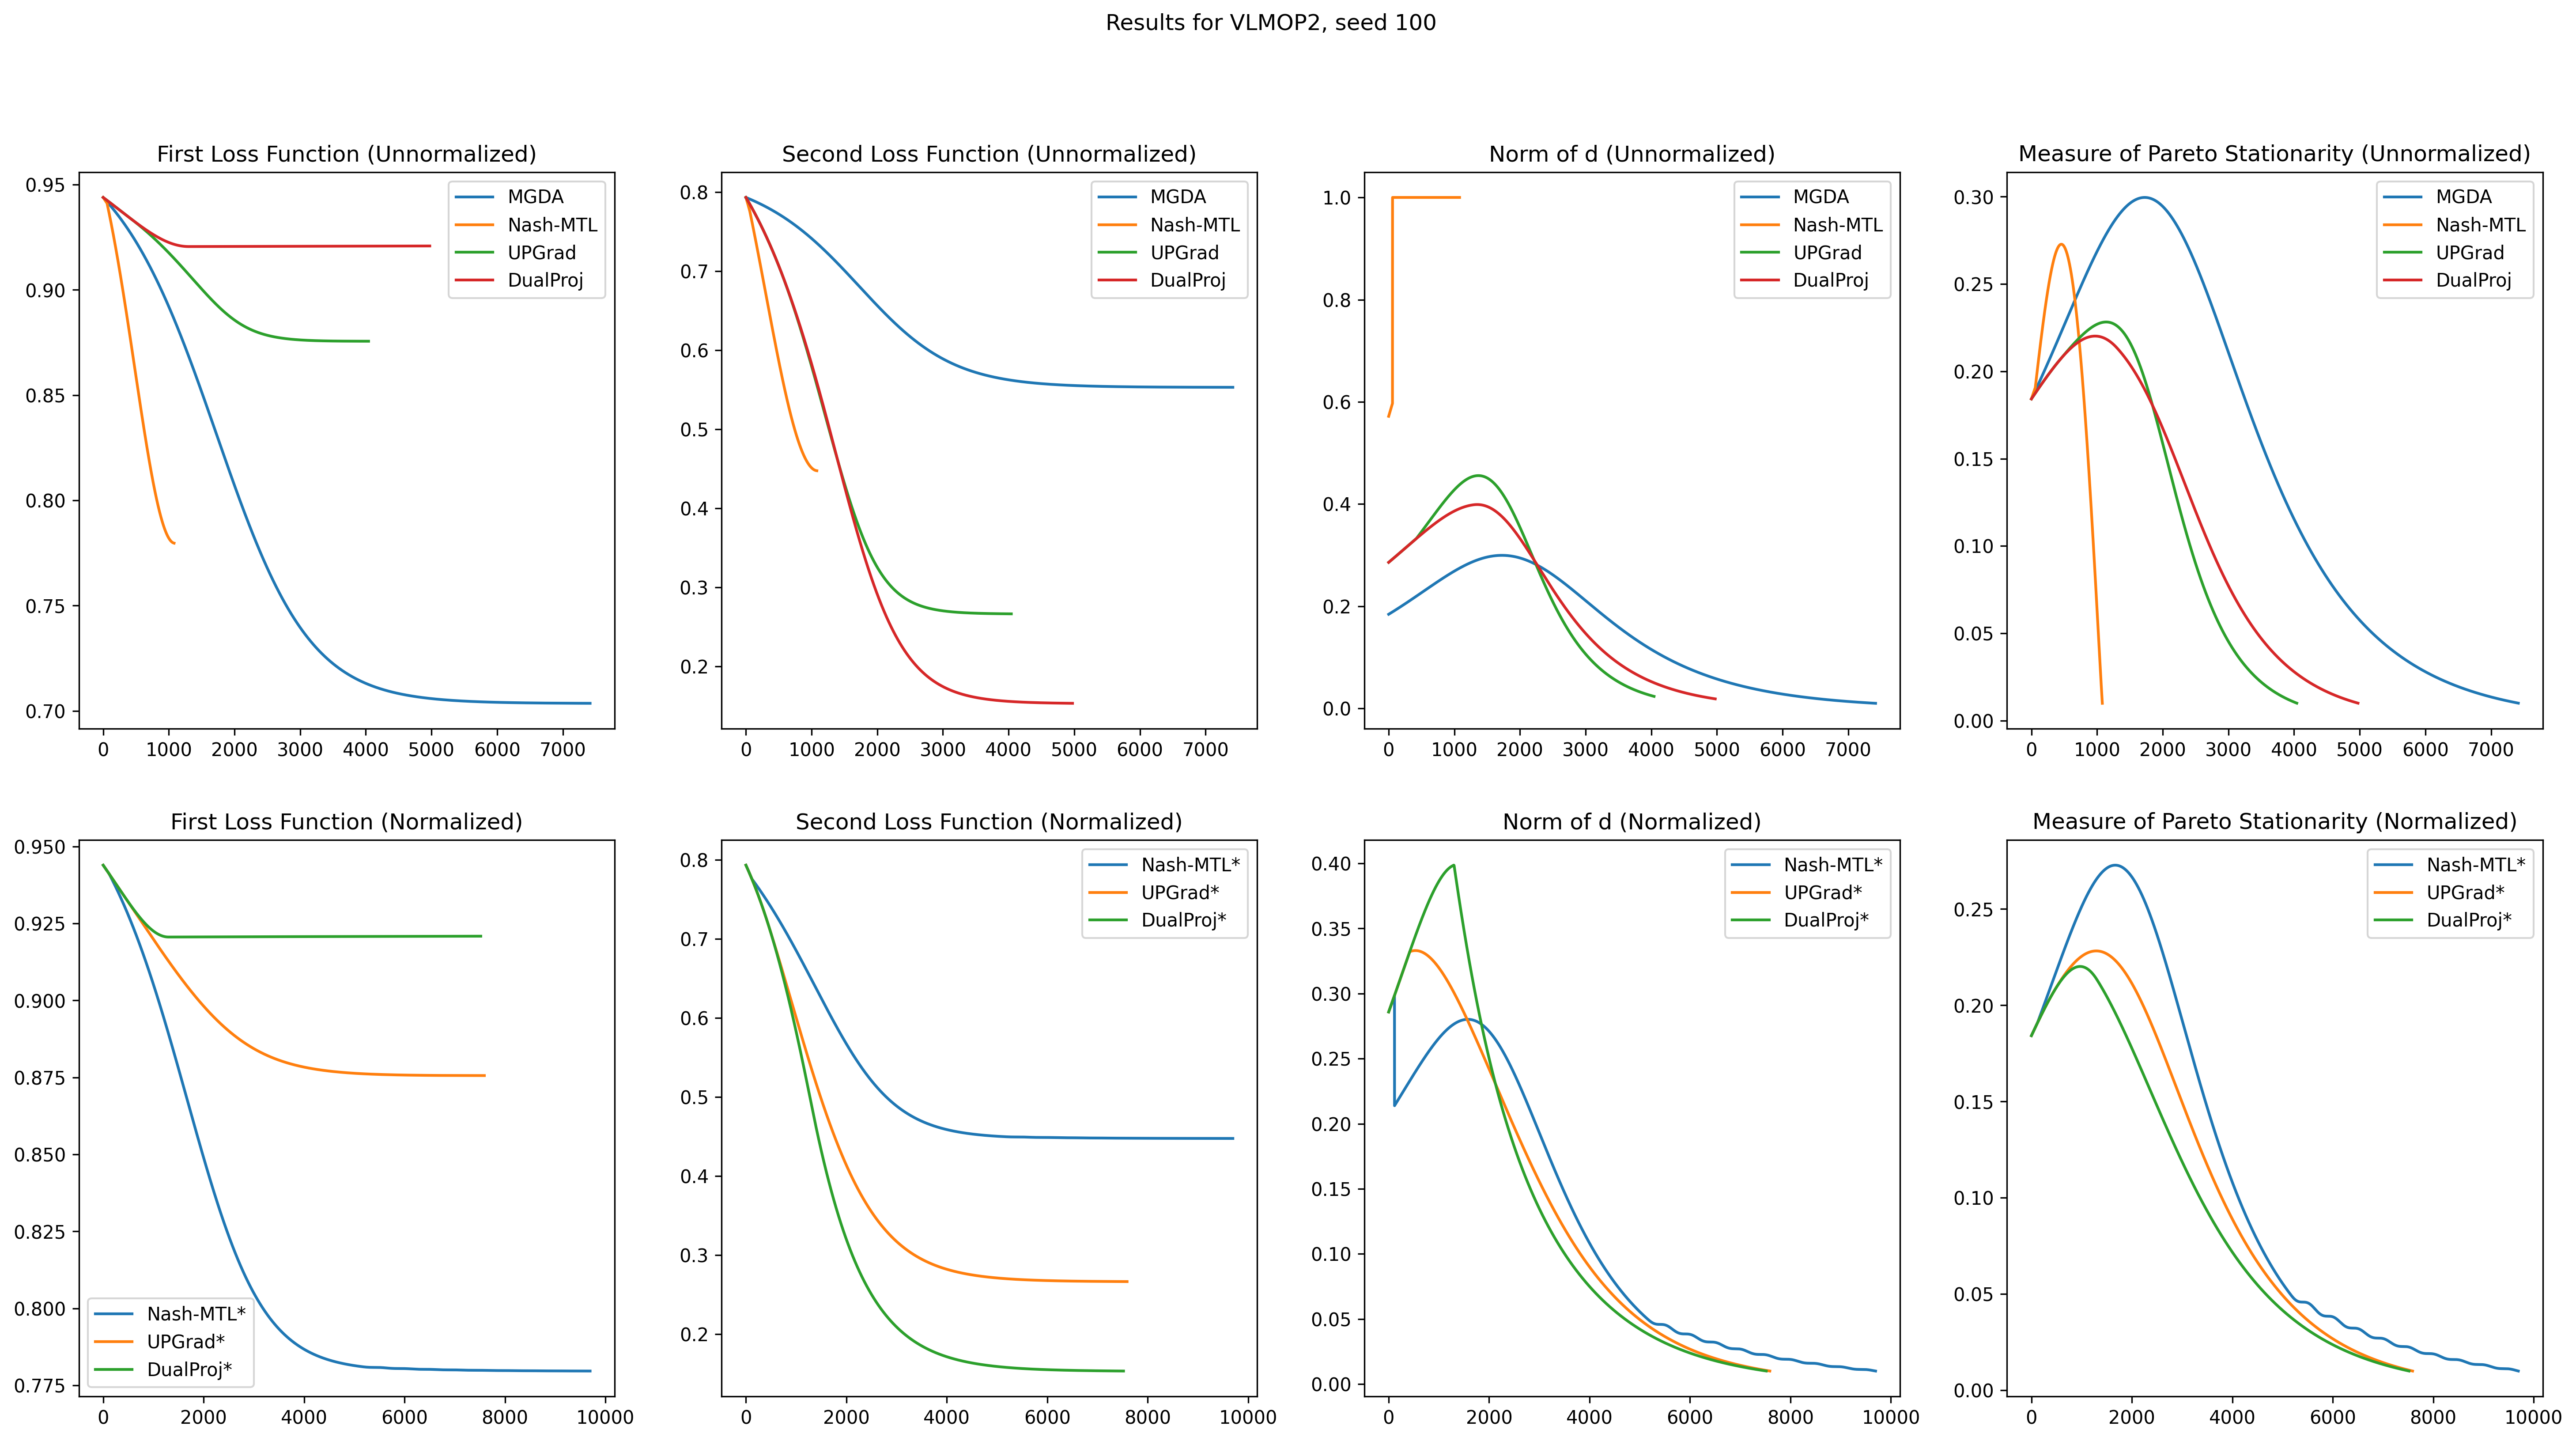 Results for VLMOP2, seed 100
First Loss Function (Unnormalized)
0.95
0.90
0.85
0.80
0.75
0.70
0 1000 2000 3000 4000 5000 6000 7000
MGDA
Nash-MTL
UPGrad
DualProj
Second Loss Function (Unnormalized)
0.8
0.7
0.6
0.5
0.4
0.3
0.2
0 1000 2000 3000 4000 5000 6000 7000
MGDA
Nash-MTL
UPGrad
DualProj
Norm of d (Unnormalized)
1.0
0.8
0.6
0.4
0.2
0.0
0 1000 2000 3000 4000 5000 6000 7000
MGDA
Nash-MTL
UPGrad
DualProj
Measure of Pareto Stationarity (Unnormalized)
0.30
0.25
0.20
0.15
0.10
0.05
0.00
0 1000 2000 3000 4000 5000 6000 7000
MGDA
Nash-MTL
UPGrad
DualProj
First Loss Function (Normalized)
0.950
0.925
0.900
0.875
0.850
0.825
0.800
0.775
0 2000 4000 6000 8000 10000
Nash-MTL*
UPGrad*
DualProj*
Second Loss Function (Normalized)
0.8
0.7
0.6
0.5
0.4
0.3
0.2
0 2000 4000 6000 8000 10000
Nash-MTL*
UPGrad*
DualProj*
Norm of d (Normalized)
0.40
0.35
0.30
0.25
0.20
0.15
0.10
0.05
0.00
0 2000 4000 6000 8000 10000
Nash-MTL*
UPGrad*
DualProj*
Measure of Pareto Stationarity (Normalized)
0.25
0.20
0.15
0.10
0.05
0.00
0 2000 4000 6000 8000 10000
Nash-MTL*
UPGrad*
DualProj*